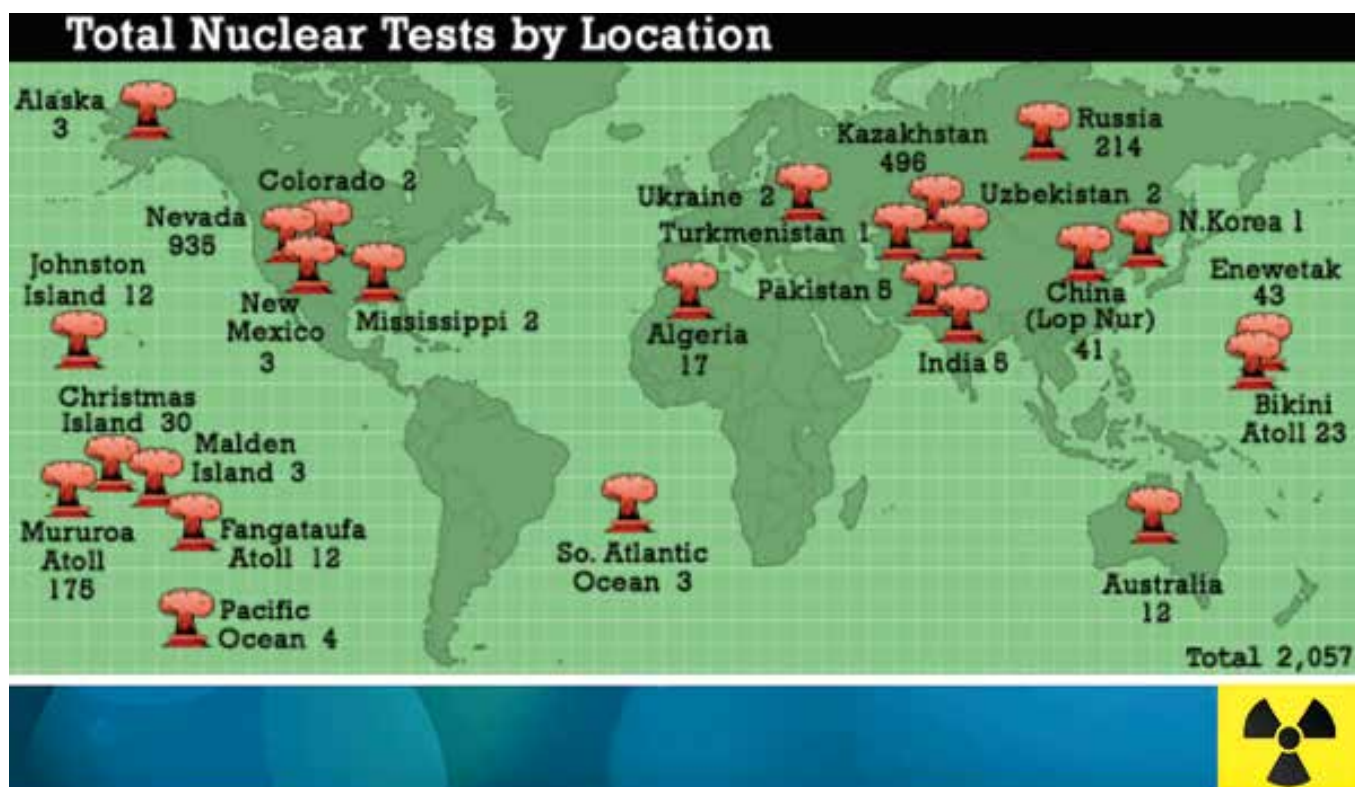 Total Nuclear Tests by Location
Alaska
3
Colorado 2
Nevada
935
Johnston
Island 12
New
Mexico
3
Mississippi 2
Christmas
Island 30
Malden
Island 3
Mururoa
Atoll
175
Fangataufa
Atoll 12
Pacific
Ocean 4
So. Atlantic
Ocean 3
Algeria
17
Ukraine 2
Turkmenistan 1
Kazakhstan
496
Uzbekistan 2
Russia
214
Pakistan 5
India 5
China
(Lop Nur)
41
N.Korea 1
Enewetak
43
Bikini
Atoll 23
Australia
12
Total 2,057